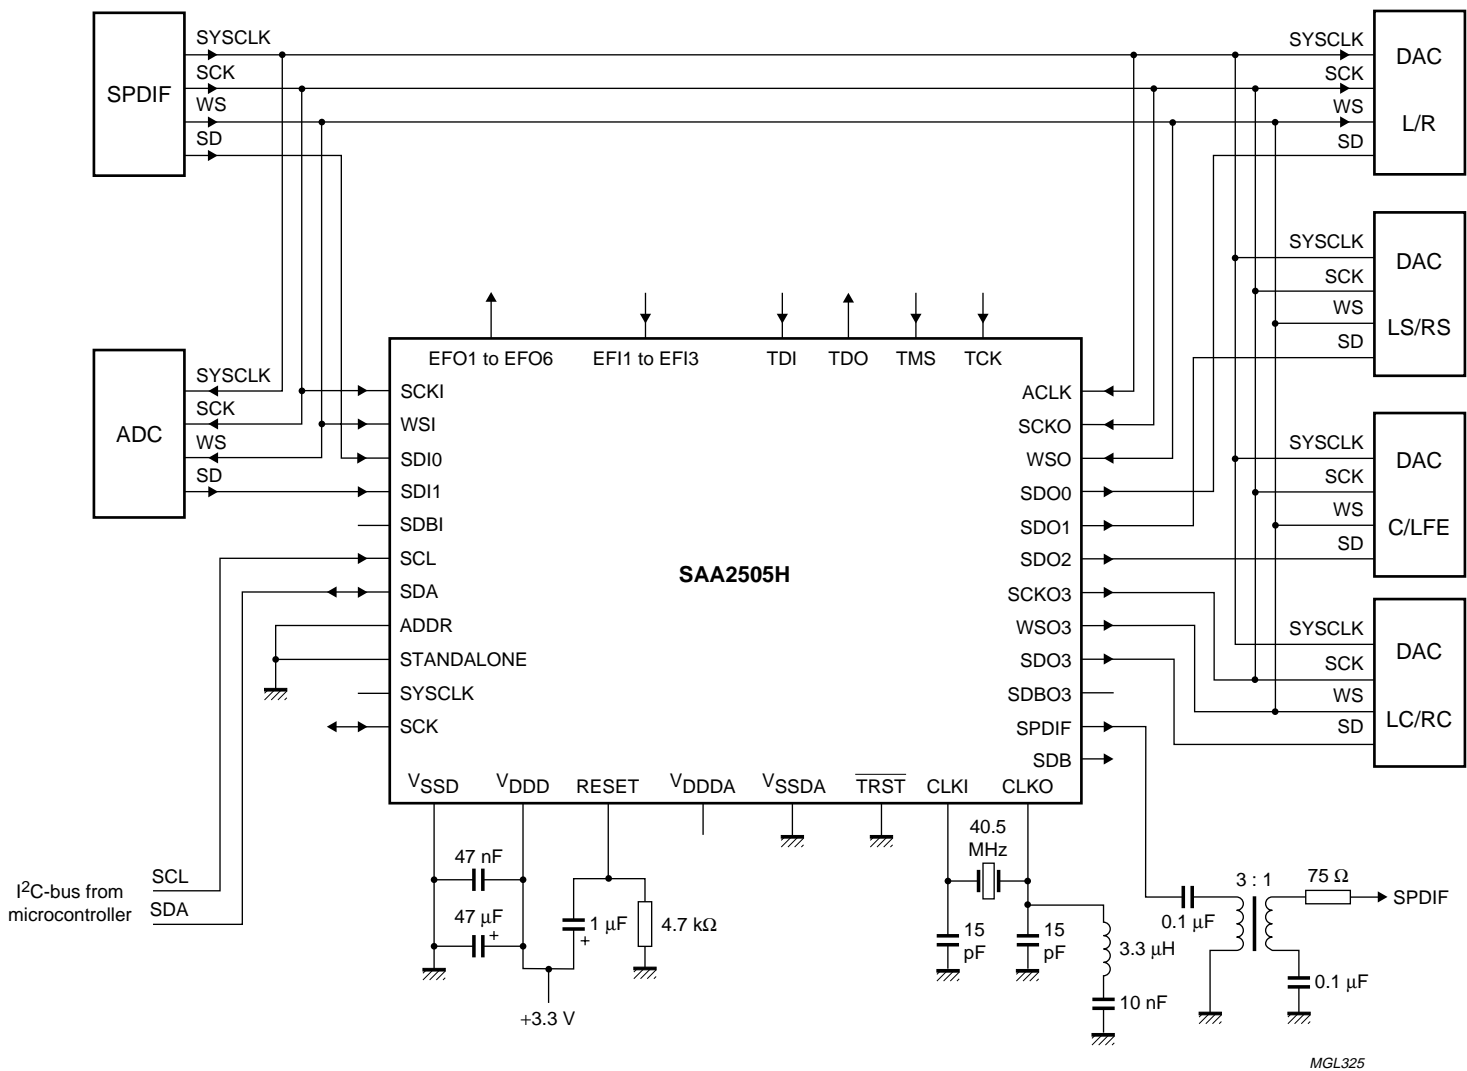 SPDIF
SYSCLK
SCK
WS
SD
SYSCLK
SCK
WS
SD
DAC
L/R
SYSCLK
SCK
WS
SD
DAC
LS/RS
ADC
SYSCLK
SCK
WS
SD
SYSCLK
SCK
WS
SD
DAC
C/LFE
SYSCLK
SCK
WS
SD
DAC
LC/RC
EFO1 to EFO6
EFI1 to EFI3
TDI
TDO
TMS
TCK
SCKI
WSI
SDI0
SDI1
SDBI
SCL
SDA
ADDR
STANDALONE
SYSCLK
SCK
SAA2505H
ACLK
SCKO
WSO
SDO0
SDO1
SDO2
SCKO3
WSO3
SDO3
SDBO3
SPDIF
SDB
VSSD
VDDD
RESET
VDDDA
VSSDA
TRST
CLKI
CLKO
I2C-bus from
microcontroller
SCL
SDA
47 nF
47 μF
+
+3.3 V
1 μF
+
4.7 kΩ
40.5
MHz
15
pF
15
pF
3.3 μH
10 nF
0.1 μF
3 : 1
75 Ω
SPDIF
0.1 μF
MGL325